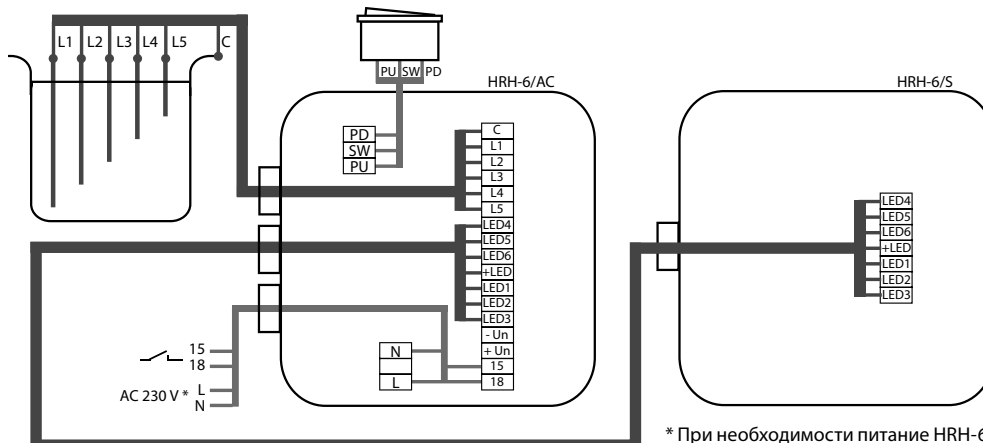 L1 L2 L3 L4 L5 C
PU SW PD
HRH-6/AC
PD
SW
PU
C
L1
L2
L3
L4
L5
LED4
LED5
LED6
+LED
LED1
LED2
LED3
- Un
+ Un
15
18
N
L
15
18
AC 230 V * L
N
HRH-6/S
LED4
LED5
LED6
+LED
LED1
LED2
LED3
* При необходимости питание HRH-6